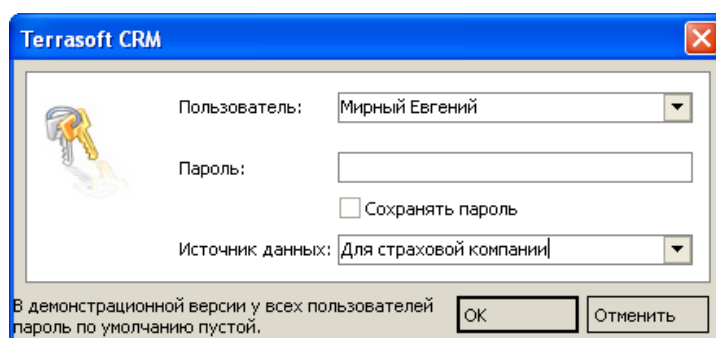 Terrasoft CRM
Пользователь: Мирный Евгений
Пароль:
Сохранять пароль
Источник данных: Для страховой компании
В демонстрационной версии у всех пользователей
пароль по умолчанию пустой.
OK
Отменить